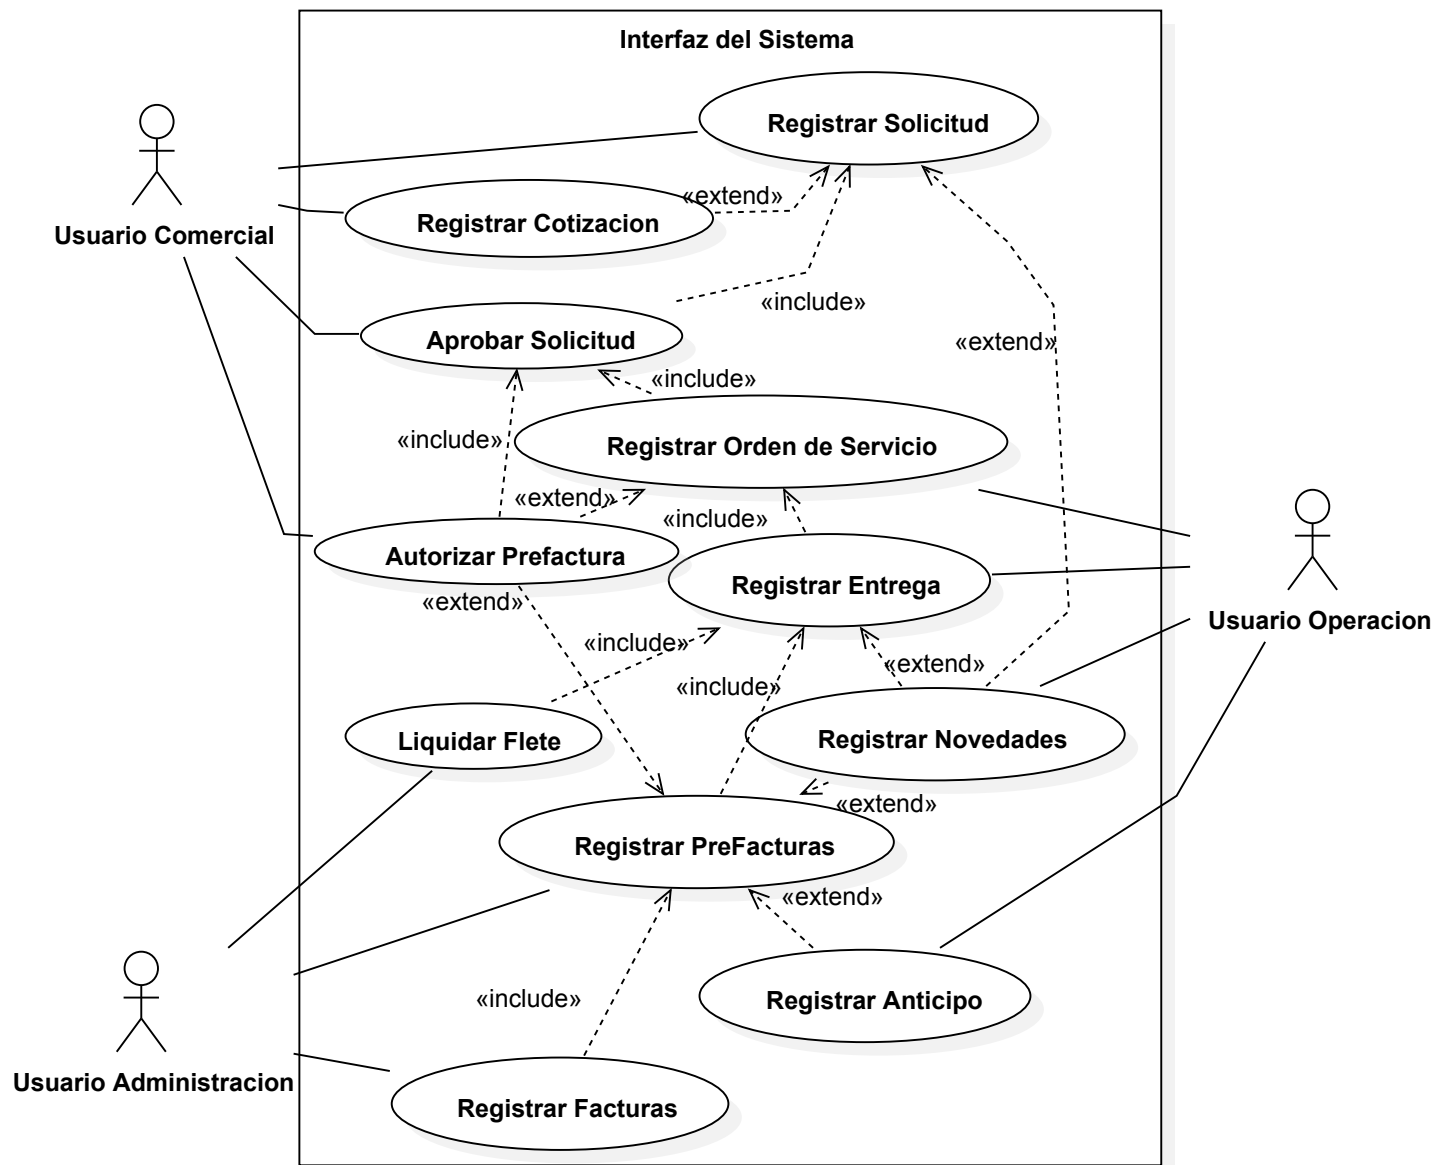 Interfaz del Sistema
Registrar Solicitud
«extend»
Registrar Cotizacion
Usuario Comercial
«include»
Aprobar Solicitud
«extend»
«include»
«include»
Registrar Orden de Servicio
«extend»
«include»
Autorizar Prefactura
Registrar Entrega
«extend»
Usuario Operacion
«include»
«extend»
«include»
Liquidar Flete
Registrar Novedades
«extend»
Registrar PreFacturas
«extend»
«include»
Registrar Anticipo
Usuario Administracion
Registrar Facturas